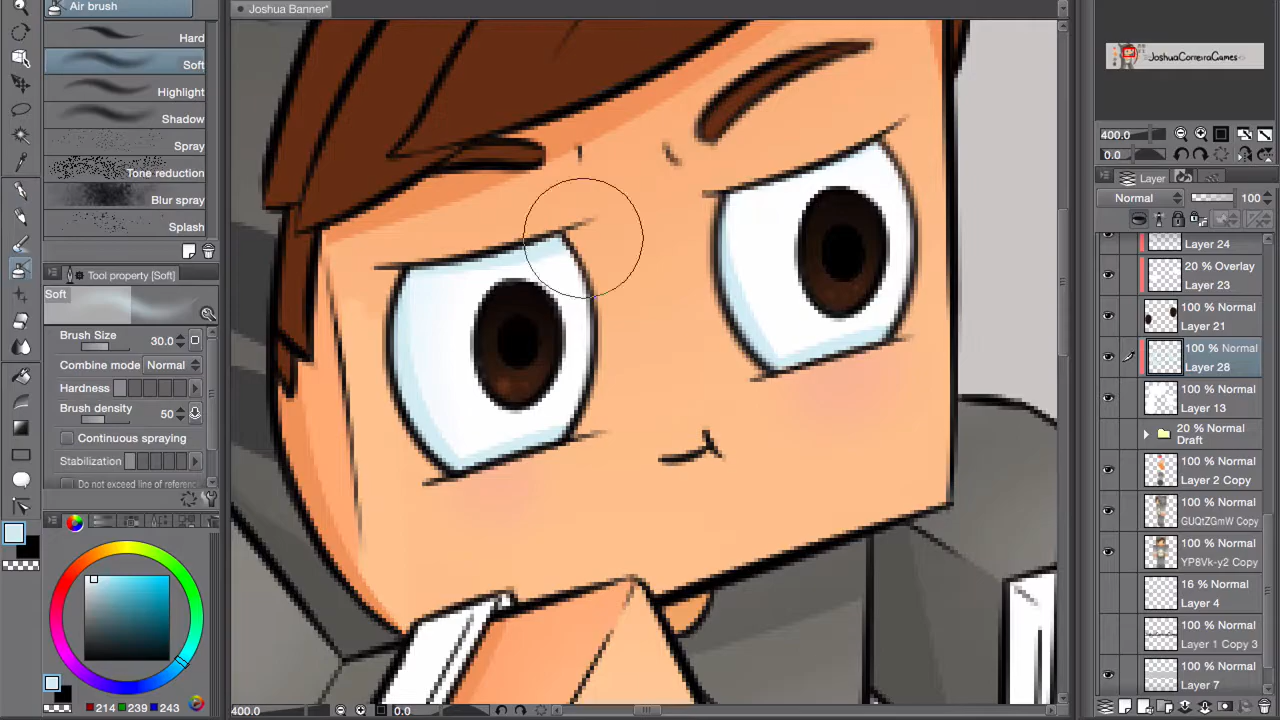 Air brush
Joshua Banner*
Hard
Soft
Highlight
Shadow
Spray
Tone reduction
Blur spray
Splash
Tool property [Soft]
Soft
Brush Size 30.0
Combine mode Normal
Hardness
Brush density 50
Continuous spraying
Stabilization
Do not exceed line of referenc
214 239 243
400.0 0.0
JoshuaCorreiraGames
400.0
0.0
Layer
Normal 100
Layer 24
20 % Overlay
Layer 23
100 % Normal
Layer 21
100 % Normal
Layer 28
100 % Normal
Layer 13
20 % Normal
Draft
100 % Normal
Layer 2 Copy
100 % Normal
GUQtZGmW Copy
100 % Normal
YP8Vk-y2 Copy
16 % Normal
Layer 4
100 % Normal
Layer 1 Copy 3
100 % Normal
Layer 7